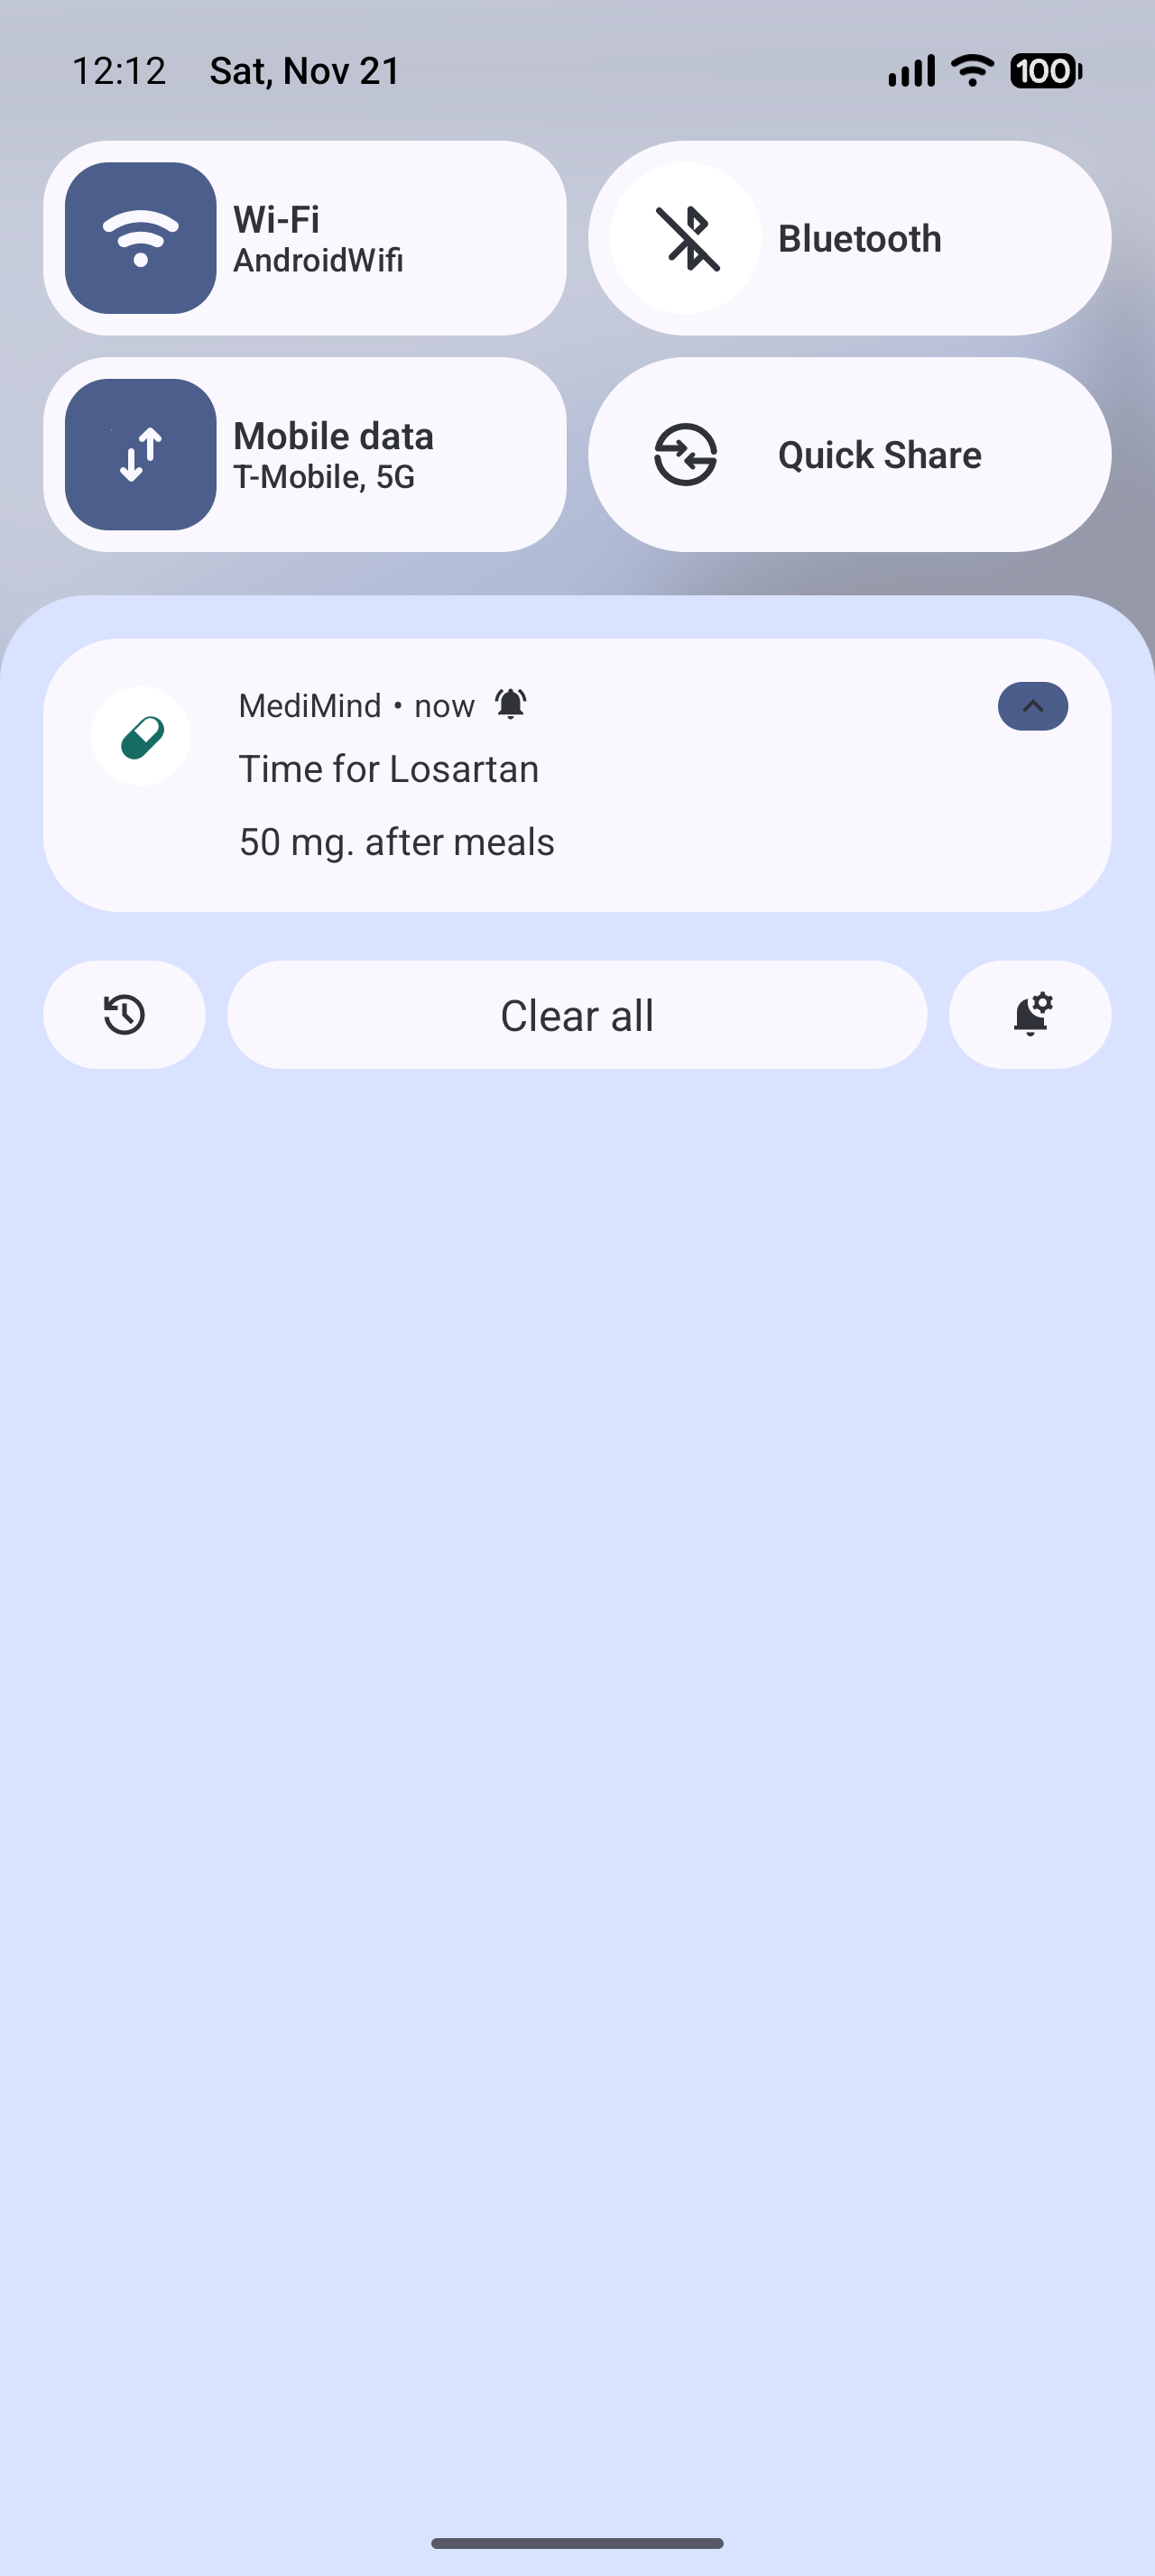 12:12 Sat, Nov 21 100
Wi-Fi
AndroidWifi
Bluetooth
Mobile data
T-Mobile, 5G
Quick Share
MediMind • now
Time for Losartan
50 mg. after meals
Clear all